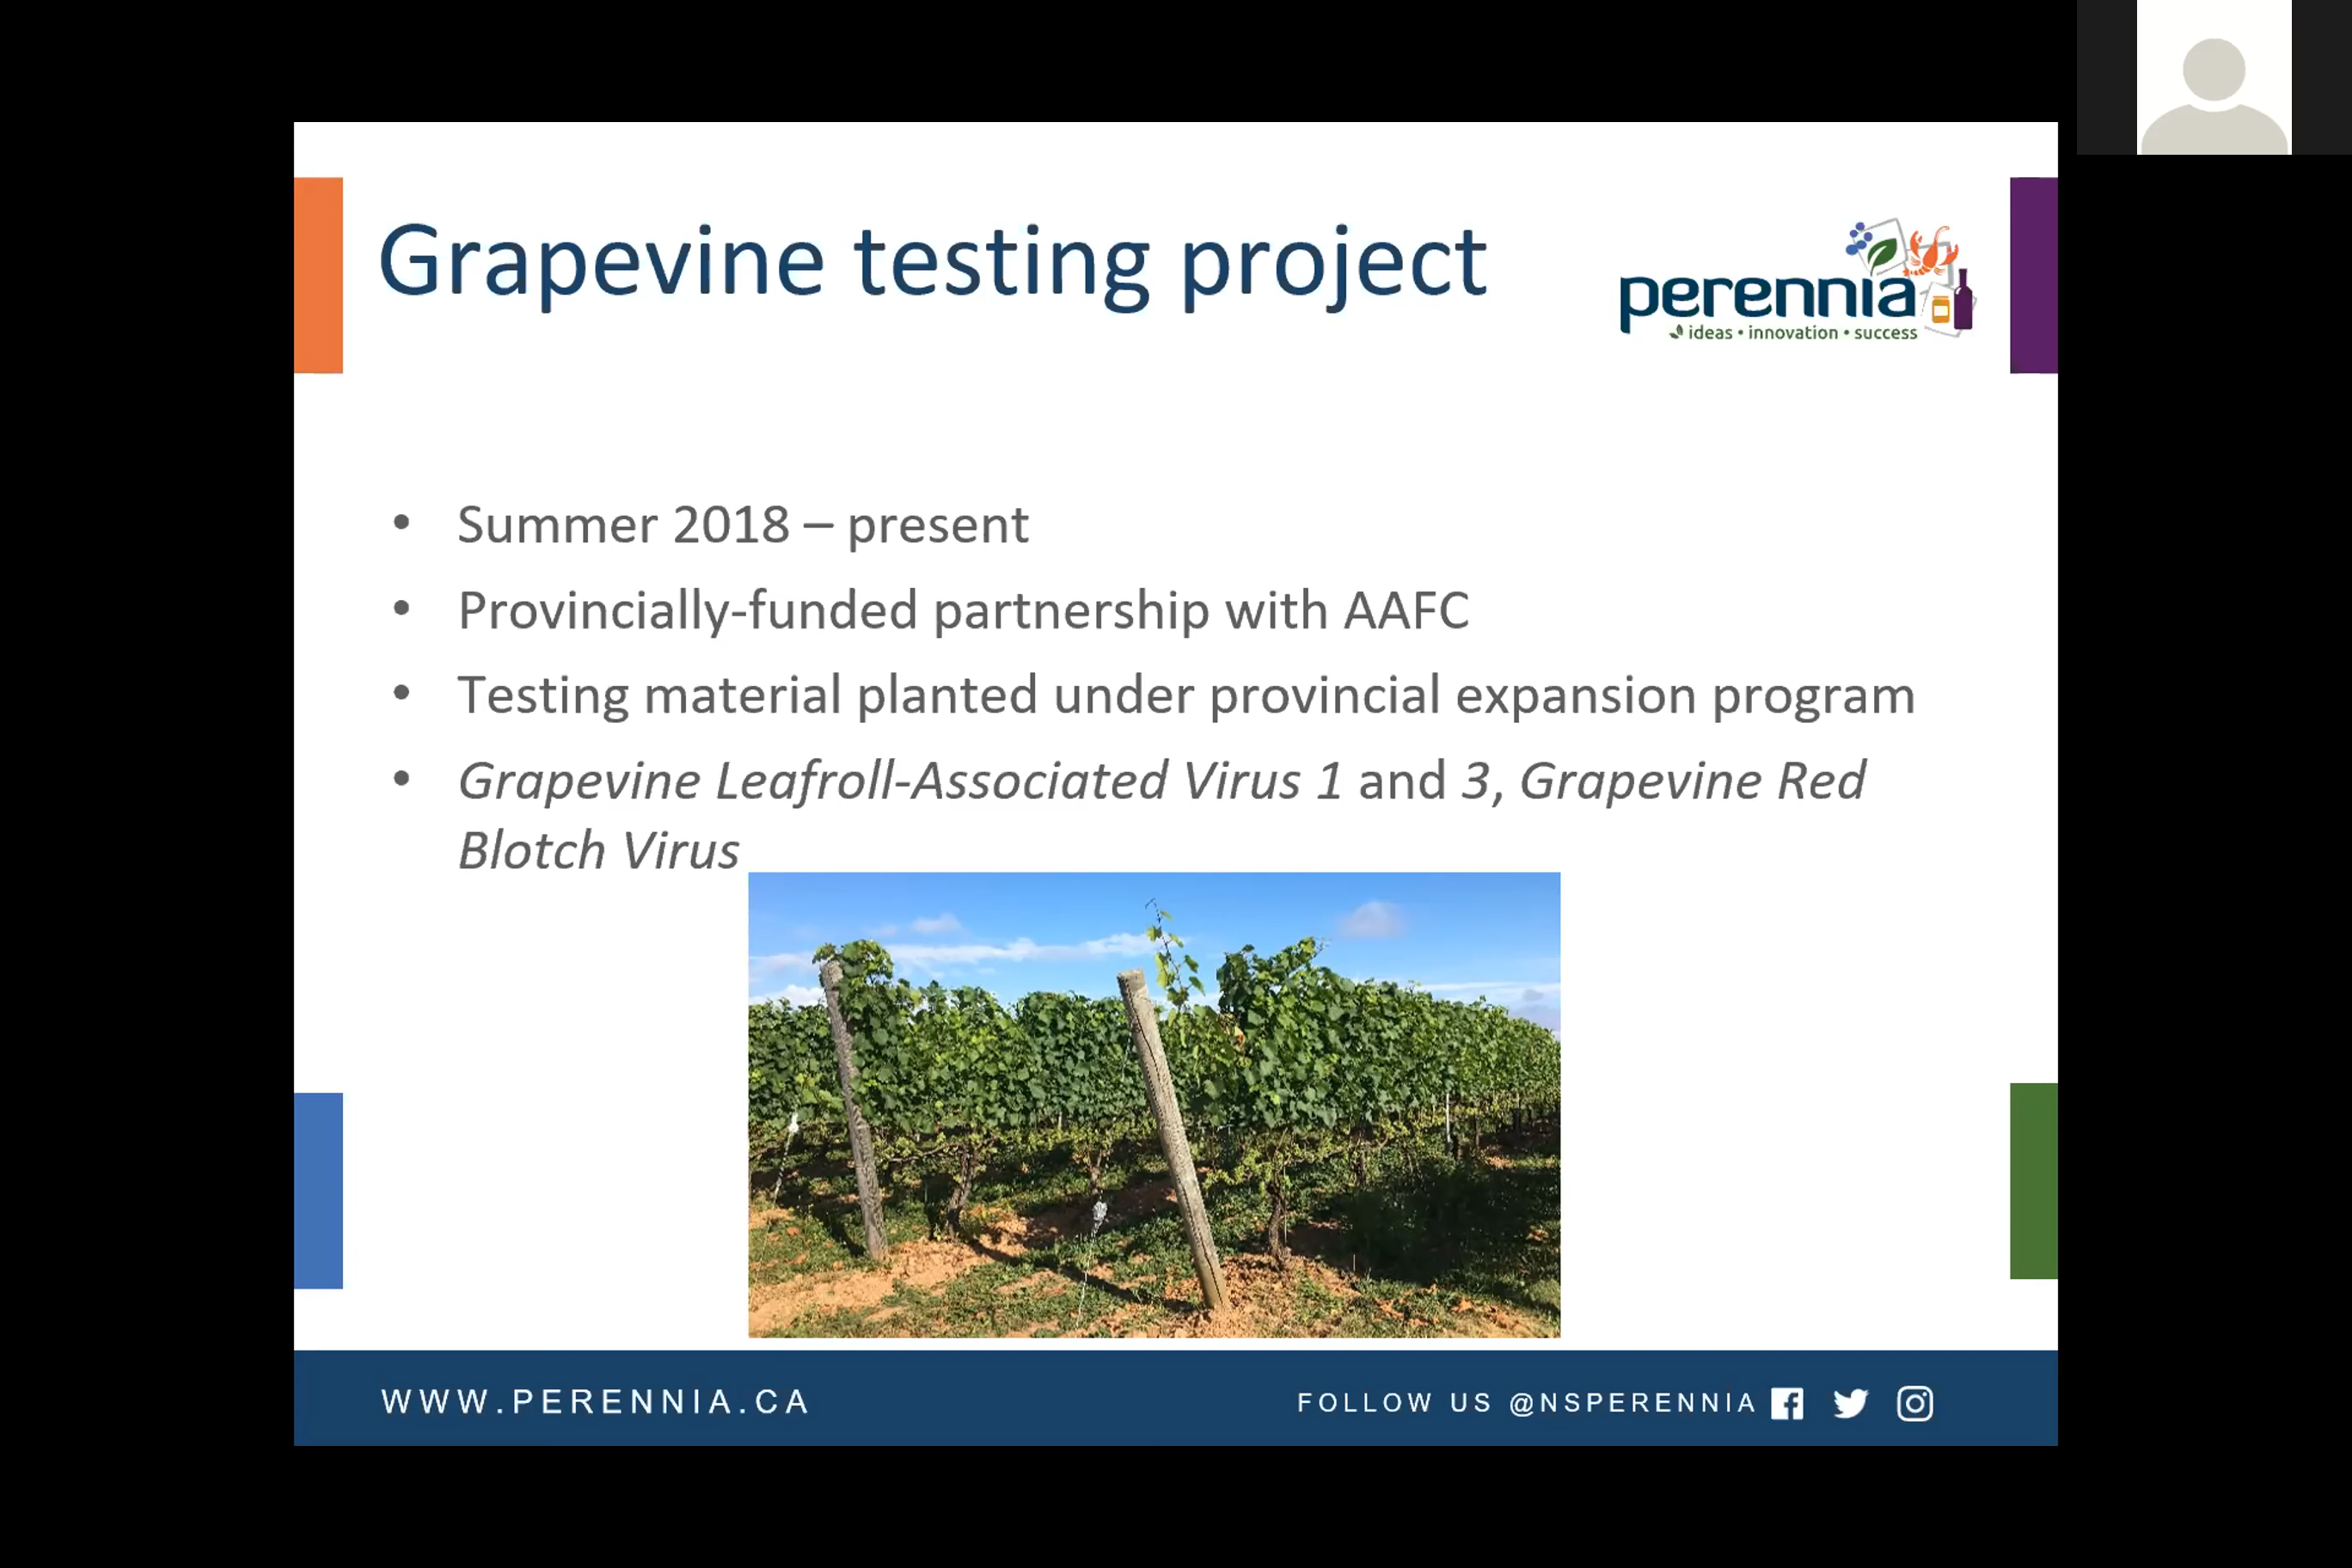 Grapevine testing project
perennia
ideas • innovation • success
• Summer 2018 – present
• Provincially-funded partnership with AAFC
• Testing material planted under provincial expansion program
• Grapevine Leafroll-Associated Virus 1 and 3, Grapevine Red
Blotch Virus
WWW.PERENNIA.CA
FOLLOW US @NSPERENNIA